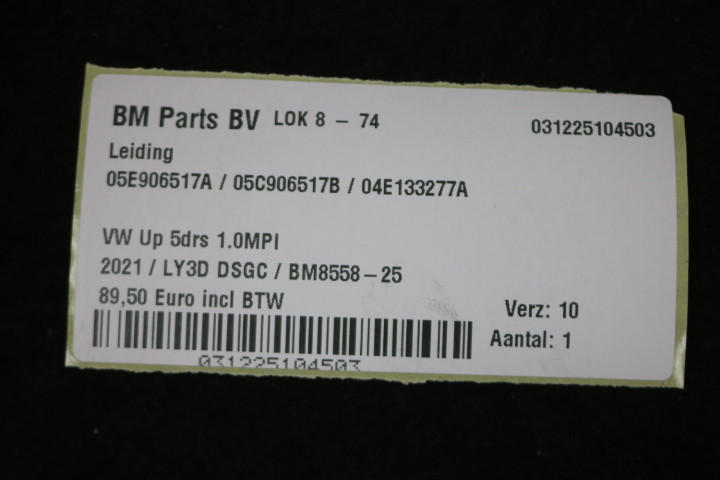 BM Parts BV LOK 8 - 74
031225104503
Leiding
05E906517A / 05C906517B / 04E133277A
VW Up 5drs 1.0MPI
2021 / LY3D DSGC / BM8558-25
89,50 Euro incl BTW
Verz: 10
Aantal: 1
031225104503